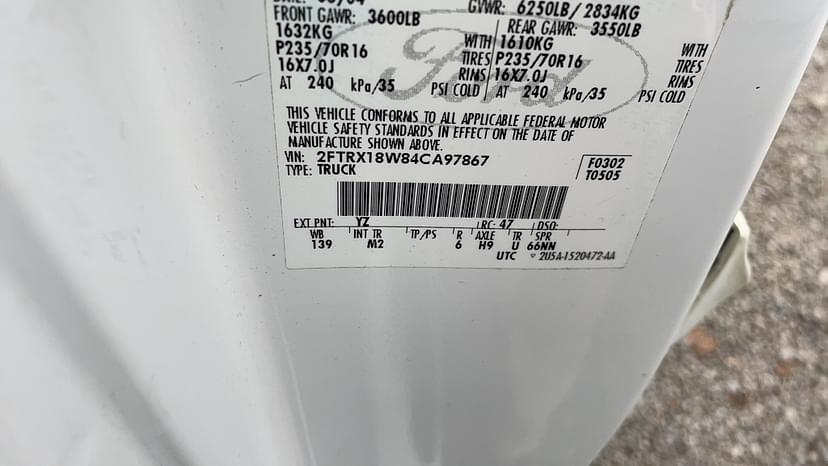 GVWR: 6250LB / 2834KG
FRONT GAWR: 3600LB REAR GAWR: 3550LB
1632KG WITH 1610KG WITH
P235/70R16 TIRES P235/70R16 TIRES
16X7.0J RIMS 16X7.0J RIMS
AT 240 kPa/35 PSI COLD AT 240 kPa/35 PSI COLD
Ford
THIS VEHICLE CONFORMS TO ALL APPLICABLE FEDERAL MOTOR
VEHICLE SAFETY STANDARDS IN EFFECT ON THE DATE OF
MANUFACTURE SHOWN ABOVE.
VIN: 2FTRX18W84CA97867 F0302
TYPE: TRUCK T0505
EXT PNT: YZ RC: 47 DSO:
WB INT TR TP/PS R AXLE TR SPR
139 M2 6 H9 U 66NN
UTC 2U5A-1520472-AA